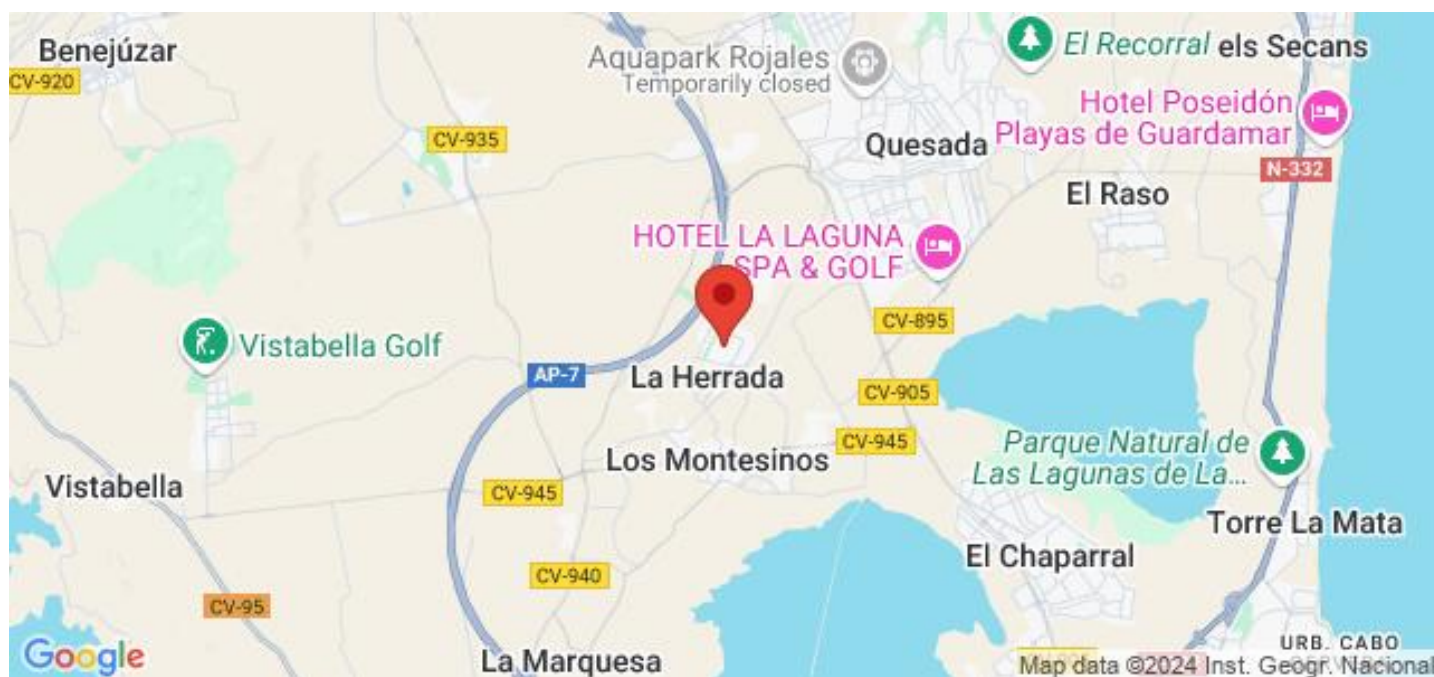 Benejúzar
CV-920
CV-935
Aquapark Rojales
Temporarily closed
El Recorral
els Secans
Hotel Poseidón
Playas de Guardamar
Quesada
N-332
El Raso
HOTEL LA LAGUNA
SPA & GOLF
CV-895
Vistabella Golf
AP-7
La Herrada
CV-905
CV-945
Los Montesinos
Parque Natural de
Las Lagunas de La...
Vistabella
CV-945
Torre La Mata
El Chaparral
CV-940
CV-95
Google
La Marquesa
URB. CABO
Map data ©2024 Inst. Geogr. Nacional